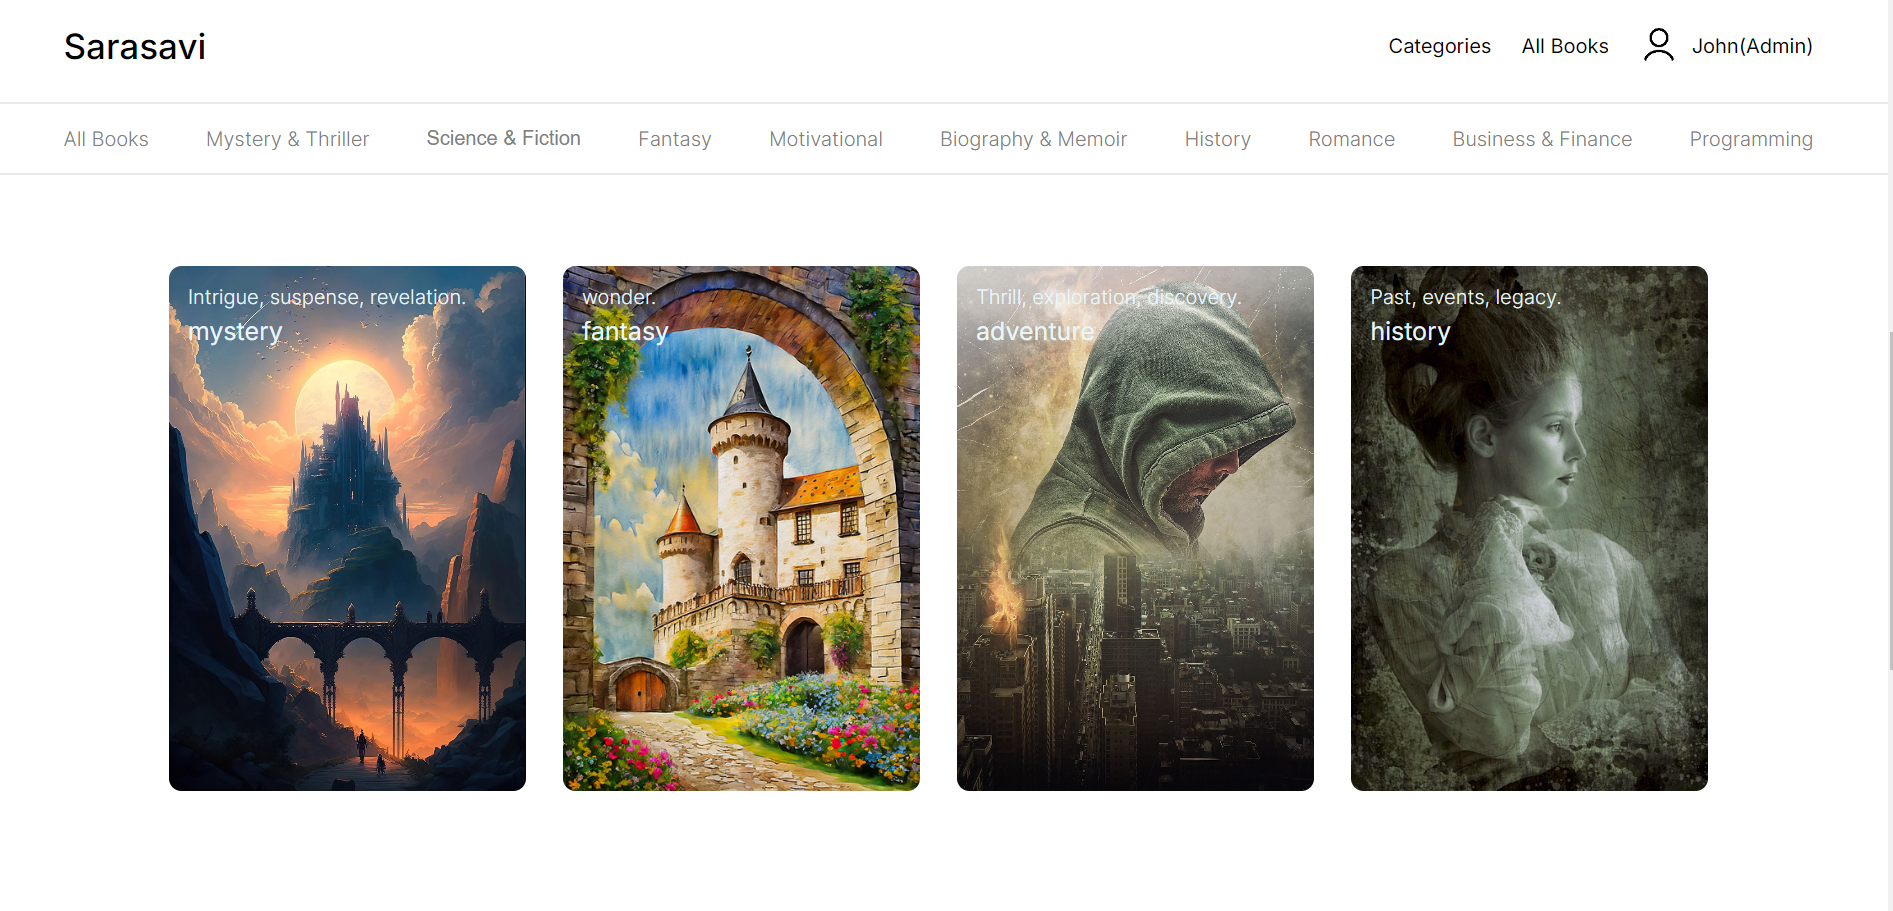 Sarasavi
Categories
All Books
John(Admin)
All Books
Mystery & Thriller
Science & Fiction
Fantasy
Motivational
Biography & Memoir
History
Romance
Business & Finance
Programming
Intrigue, suspense, revelation.
mystery
wonder.
fantasy
Thrill, exploration, discovery.
adventure
Past, events, legacy.
history